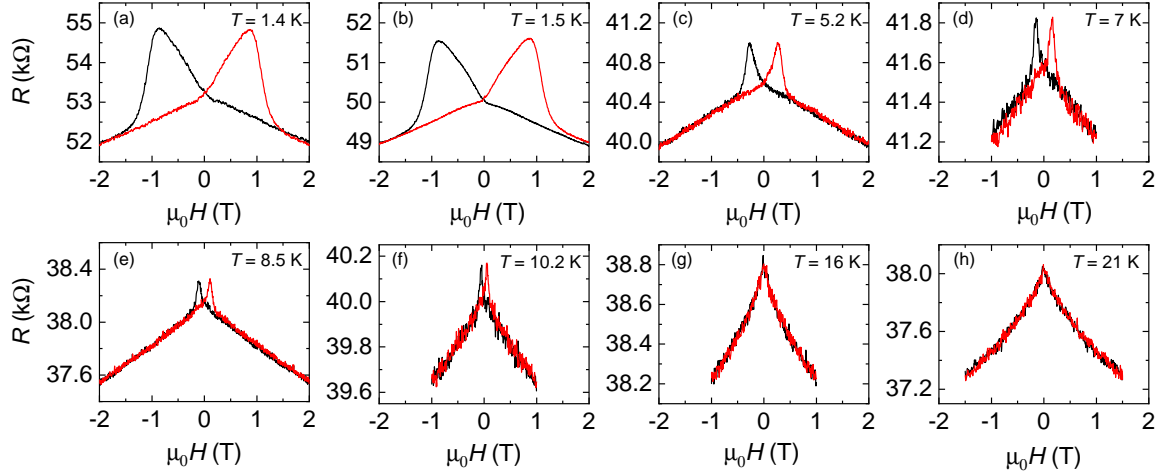 (a) T = 1.4 K
R (kΩ)
55
54
53
52
-2 -1 0 1 2
μ0H (T)
(b) T = 1.5 K
52
51
50
49
-2 -1 0 1 2
μ0H (T)
(c) T = 5.2 K
41.2
40.8
40.4
40.0
-2 -1 0 1 2
μ0H (T)
(d) T = 7 K
41.8
41.6
41.4
41.2
-2 -1 0 1 2
μ0H (T)
(e) T = 8.5 K
R (kΩ)
38.4
38.0
37.6
-2 -1 0 1 2
μ0H (T)
(f) T = 10.2 K
40.2
40.0
39.8
39.6
-2 -1 0 1 2
μ0H (T)
(g) T = 16 K
38.8
38.6
38.4
38.2
-2 -1 0 1 2
μ0H (T)
(h) T = 21 K
38.0
37.6
37.2
-2 -1 0 1 2
μ0H (T)